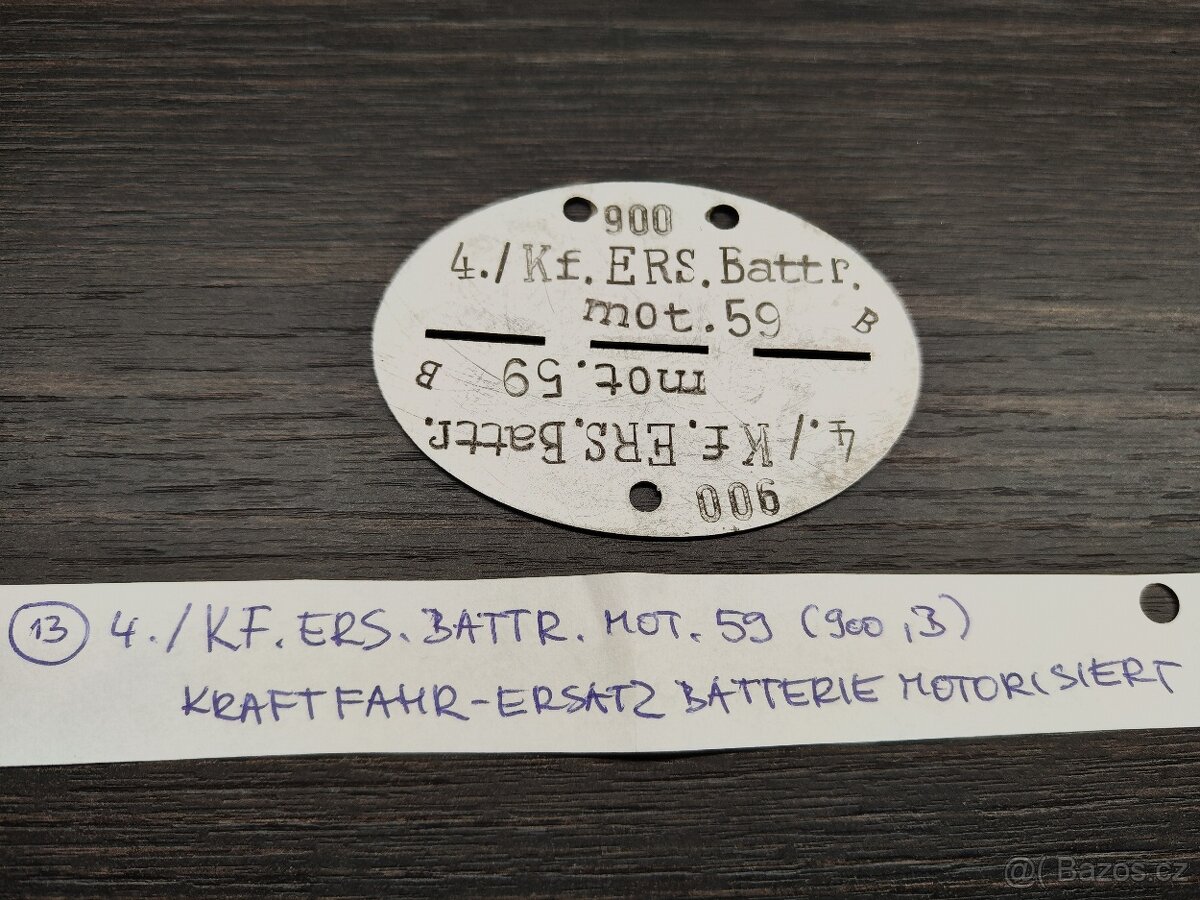 900
4./Kf.ERS.Battr.
mot.59 B
mot.59 B
4./Kf.ERS.Battr.
900
13 4./KF. ERS. BATTR. MOT. 59 (900, B)
KRAFTFAHR-ERSATZ BATTERIE MOTORISIERT
@( Bazos.cz